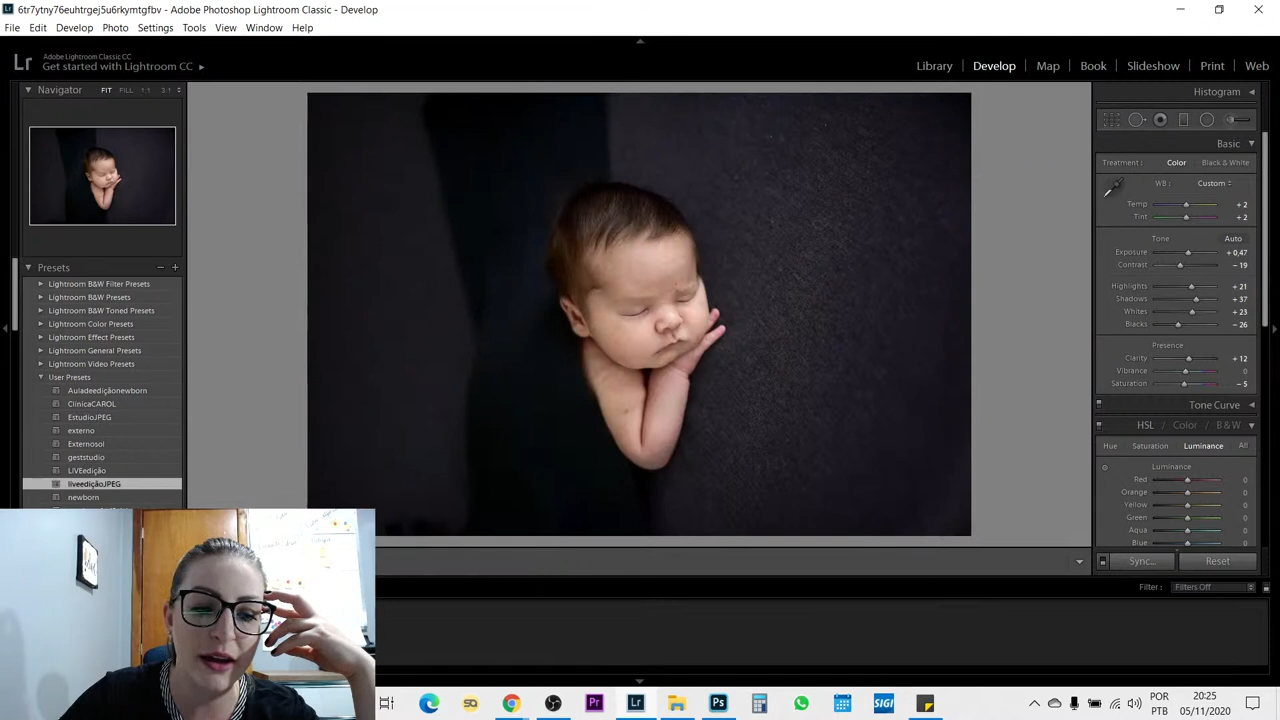 6tr7ytny76euhtrgej5u6rkymtgfbv - Adobe Photoshop Lightroom Classic - Develop
File Edit Develop Photo Settings Tools View Window Help
Lr Adobe Lightroom Classic CC
Get started with Lightroom CC
Library Develop Map Book Slideshow Print Web
Navigator FIT FILL 1:1 3:1
Histogram
Basic
Treatment : Color Black & White
WB : Custom
Temp + 2
Tint + 2
Tone Auto
Exposure + 0,47
Contrast – 19
Highlights + 21
Shadows + 37
Whites + 23
Blacks – 26
Presence
Clarity + 12
Vibrance 0
Saturation – 5
Tone Curve
HSL / Color / B & W
Hue Saturation Luminance All
Luminance
Red 0
Orange 0
Yellow 0
Green 0
Aqua 0
Blue 0
Sync... Reset
Presets
Lightroom B&W Filter Presets
Lightroom B&W Presets
Lightroom B&W Toned Presets
Lightroom Color Presets
Lightroom Effect Presets
Lightroom General Presets
Lightroom Video Presets
User Presets
Auladeediçãonewborn
ClínicaCAROL
EstudioJPEG
externo
Externosol
geststudio
LIVEedição
liveediçãoJPEG
newborn
Filter : Filters Off
Pr Lr Ps SIGI
POR
PTB
20:25
05/11/2020